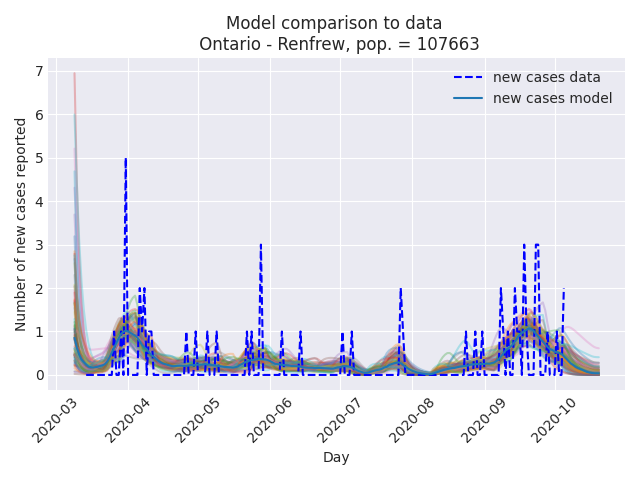 Model comparison to data
Ontario - Renfrew, pop. = 107663
new cases data
new cases model
Number of new cases reported
7
6
5
4
3
2
1
0
2020-03
2020-04
2020-05
2020-06
2020-07
2020-08
2020-09
2020-10
Day